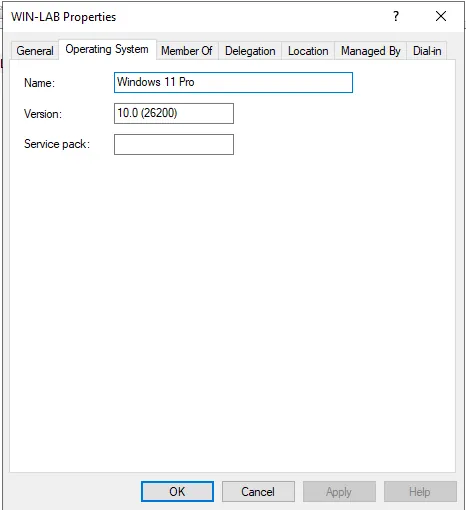 WIN-LAB Properties
General Operating System Member Of Delegation Location Managed By Dial-in
Name: Windows 11 Pro
Version: 10.0 (26200)
Service pack:
OK Cancel Apply Help